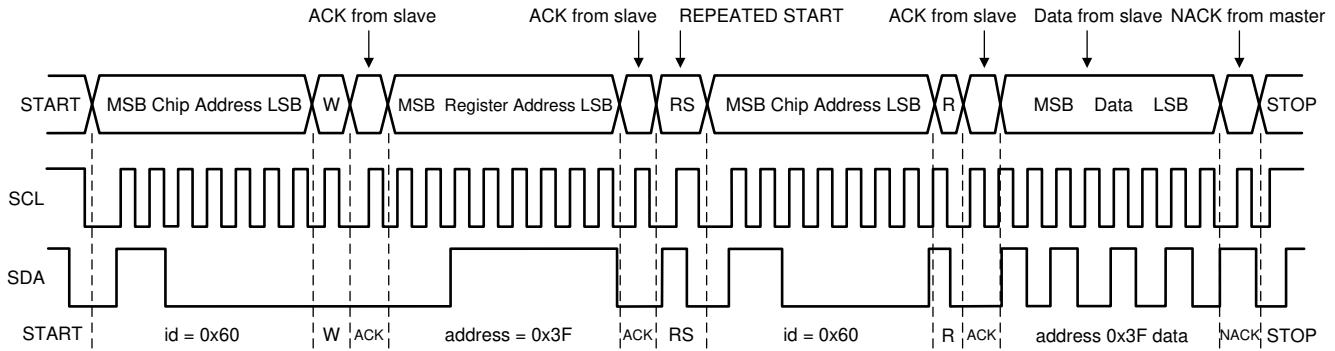 ACK from slave ACK from slave REPEATED START ACK from slave Data from slave NACK from master
START MSB Chip Address LSB W MSB Register Address LSB RS MSB Chip Address LSB R MSB Data LSB STOP
SCL
SDA
START id = 0x60 W ACK address = 0x3F ACK RS id = 0x60 R ACK address 0x3F data NACK STOP